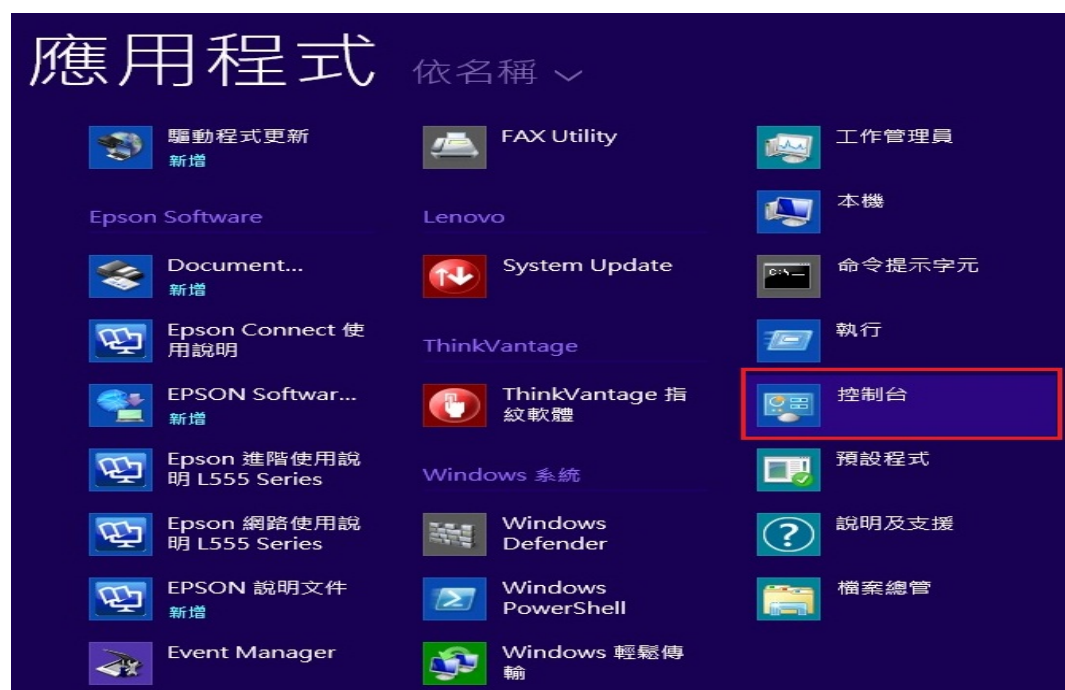 應用程式 依名稱
驅動程式更新
新增
Epson Software
Document...
新增
Epson Connect 使
用說明
EPSON Softwar...
新增
Epson 進階使用說
明 L555 Series
Epson 網路使用說
明 L555 Series
EPSON 說明文件
新增
Event Manager
FAX Utility
Lenovo
System Update
ThinkVantage
ThinkVantage 指
紋軟體
Windows 系統
Windows
Defender
Windows
PowerShell
Windows 輕鬆傳
輸
工作管理員
本機
C:\_
命令提示字元
執行
控制台
預設程式
說明及支援
檔案總管